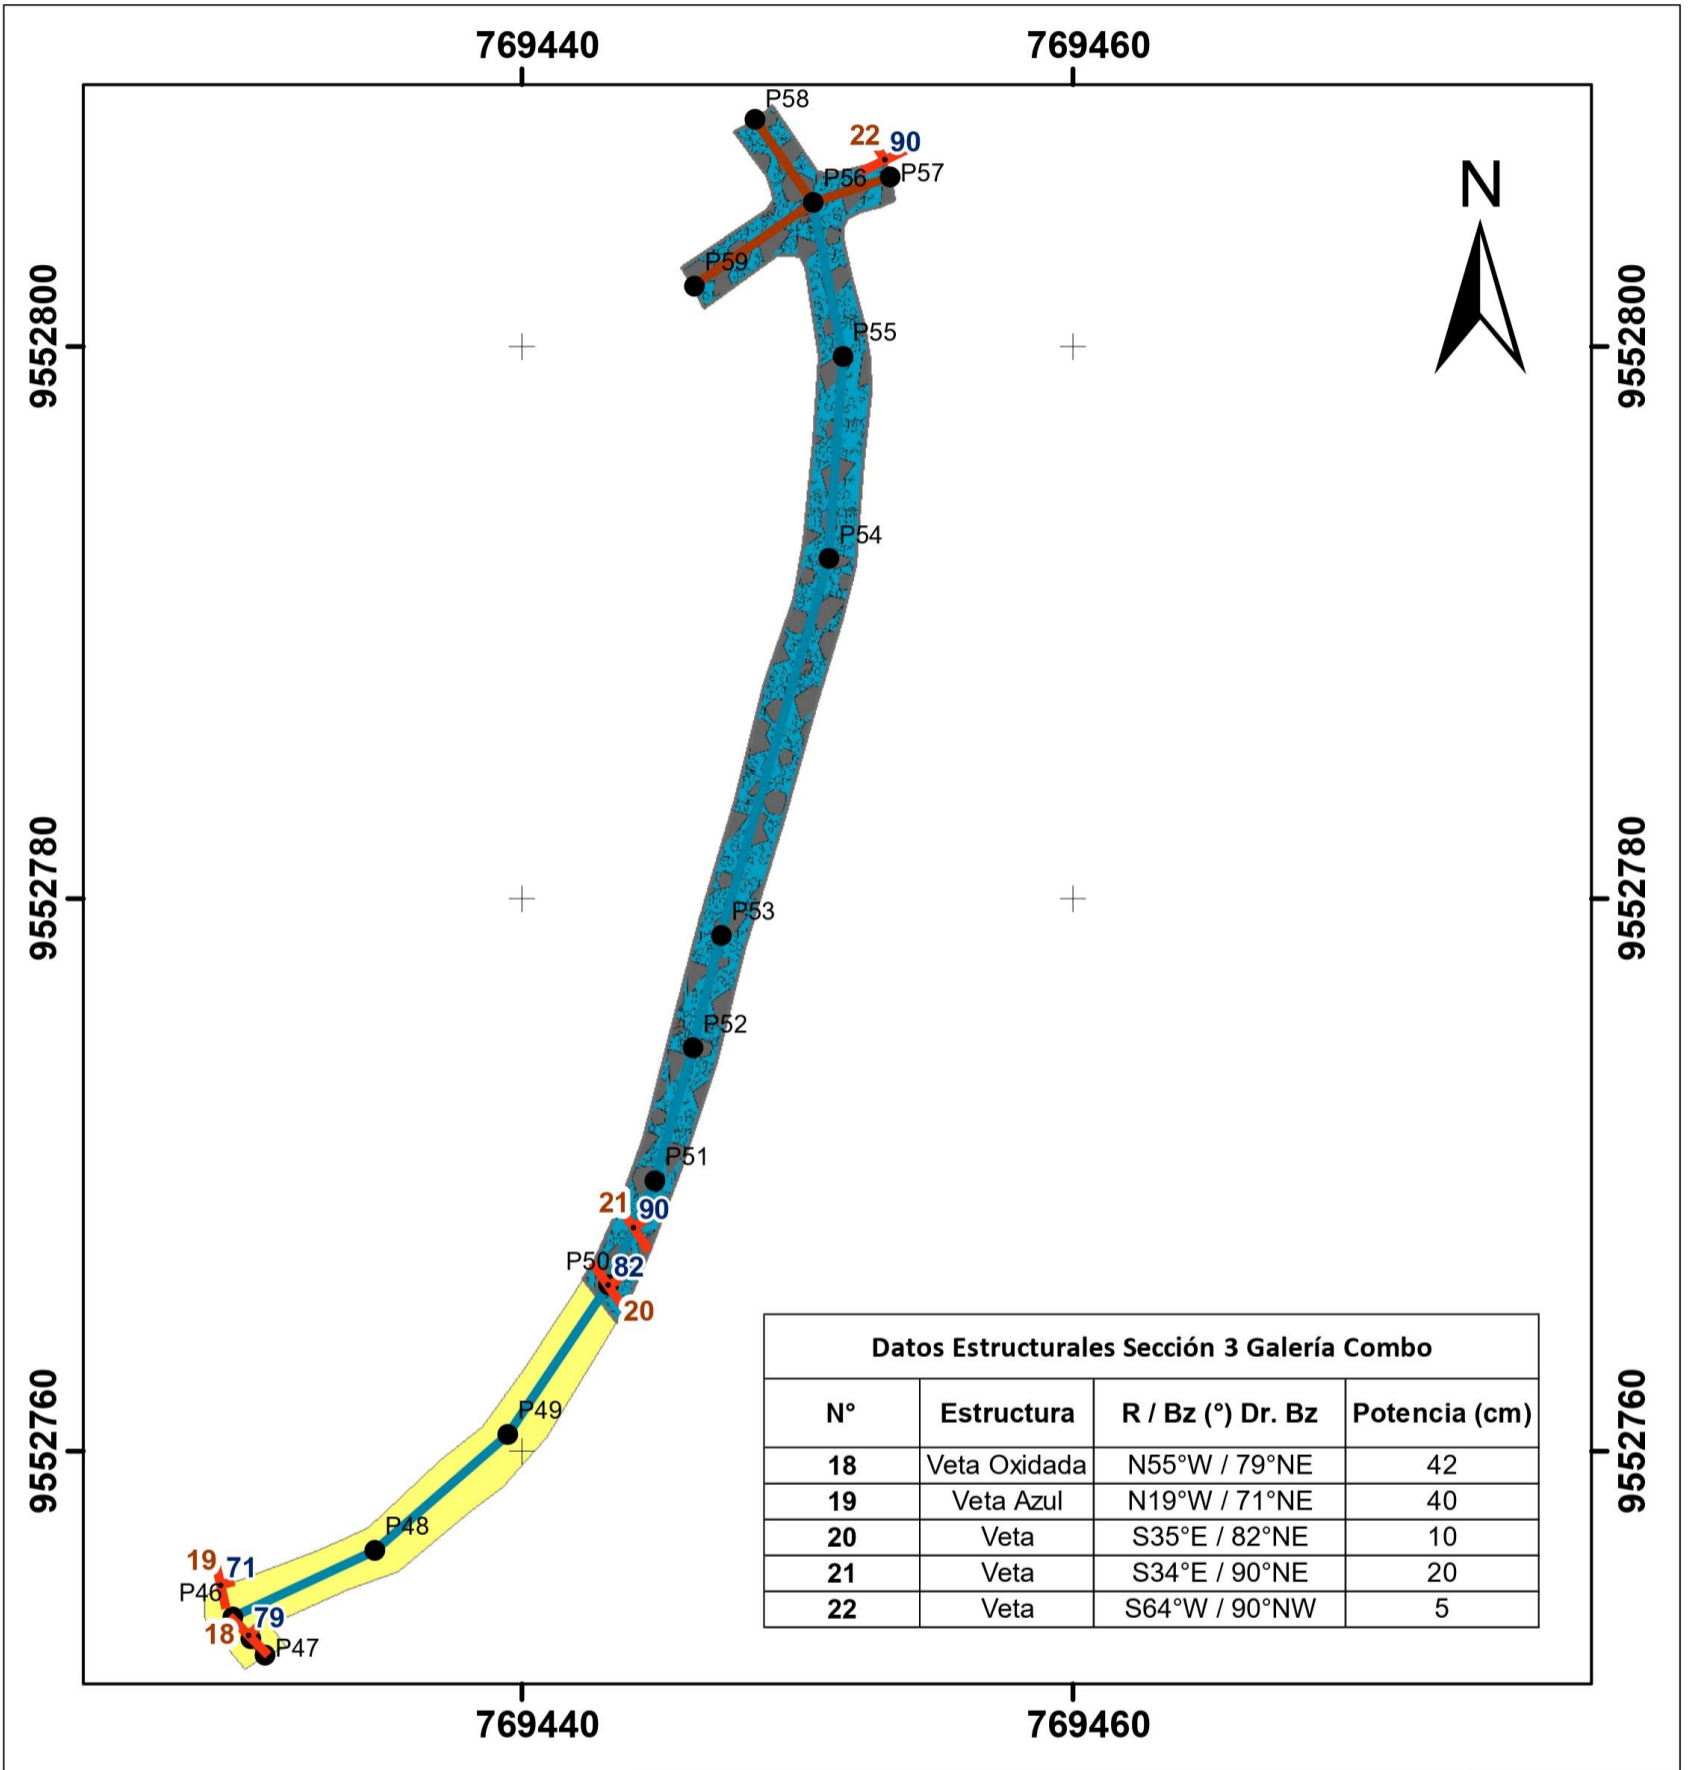 769440 769460
P58
22 90
P56 P57
N
P59
9552800 9552800
P55
P54
9552780 9552780
P53
P52
P51
21 90
P50 82
20
P49
9552760 9552760
P48
19 71
P46
18 79
P47
Datos Estructurales Sección 3 Galería Combo
N° Estructura R / Bz (°) Dr. Bz Potencia (cm)
18 Veta Oxidada N55°W / 79°NE 42
19 Veta Azul N19°W / 71°NE 40
20 Veta S35°E / 82°NE 10
21 Veta S34°E / 90°NE 20
22 Veta S64°W / 90°NW 5
769440 769460